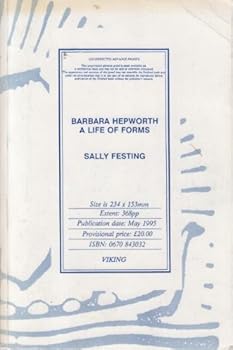 UNCORRECTED ADVANCE PROOFS
BARBARA HEPWORTH
A LIFE OF FORMS
SALLY FESTING
Size is 234 x 153mm
Extent: 368pp
Publication date: May 1995
Provisional price: £20.00
ISBN: 0670 843032
VIKING